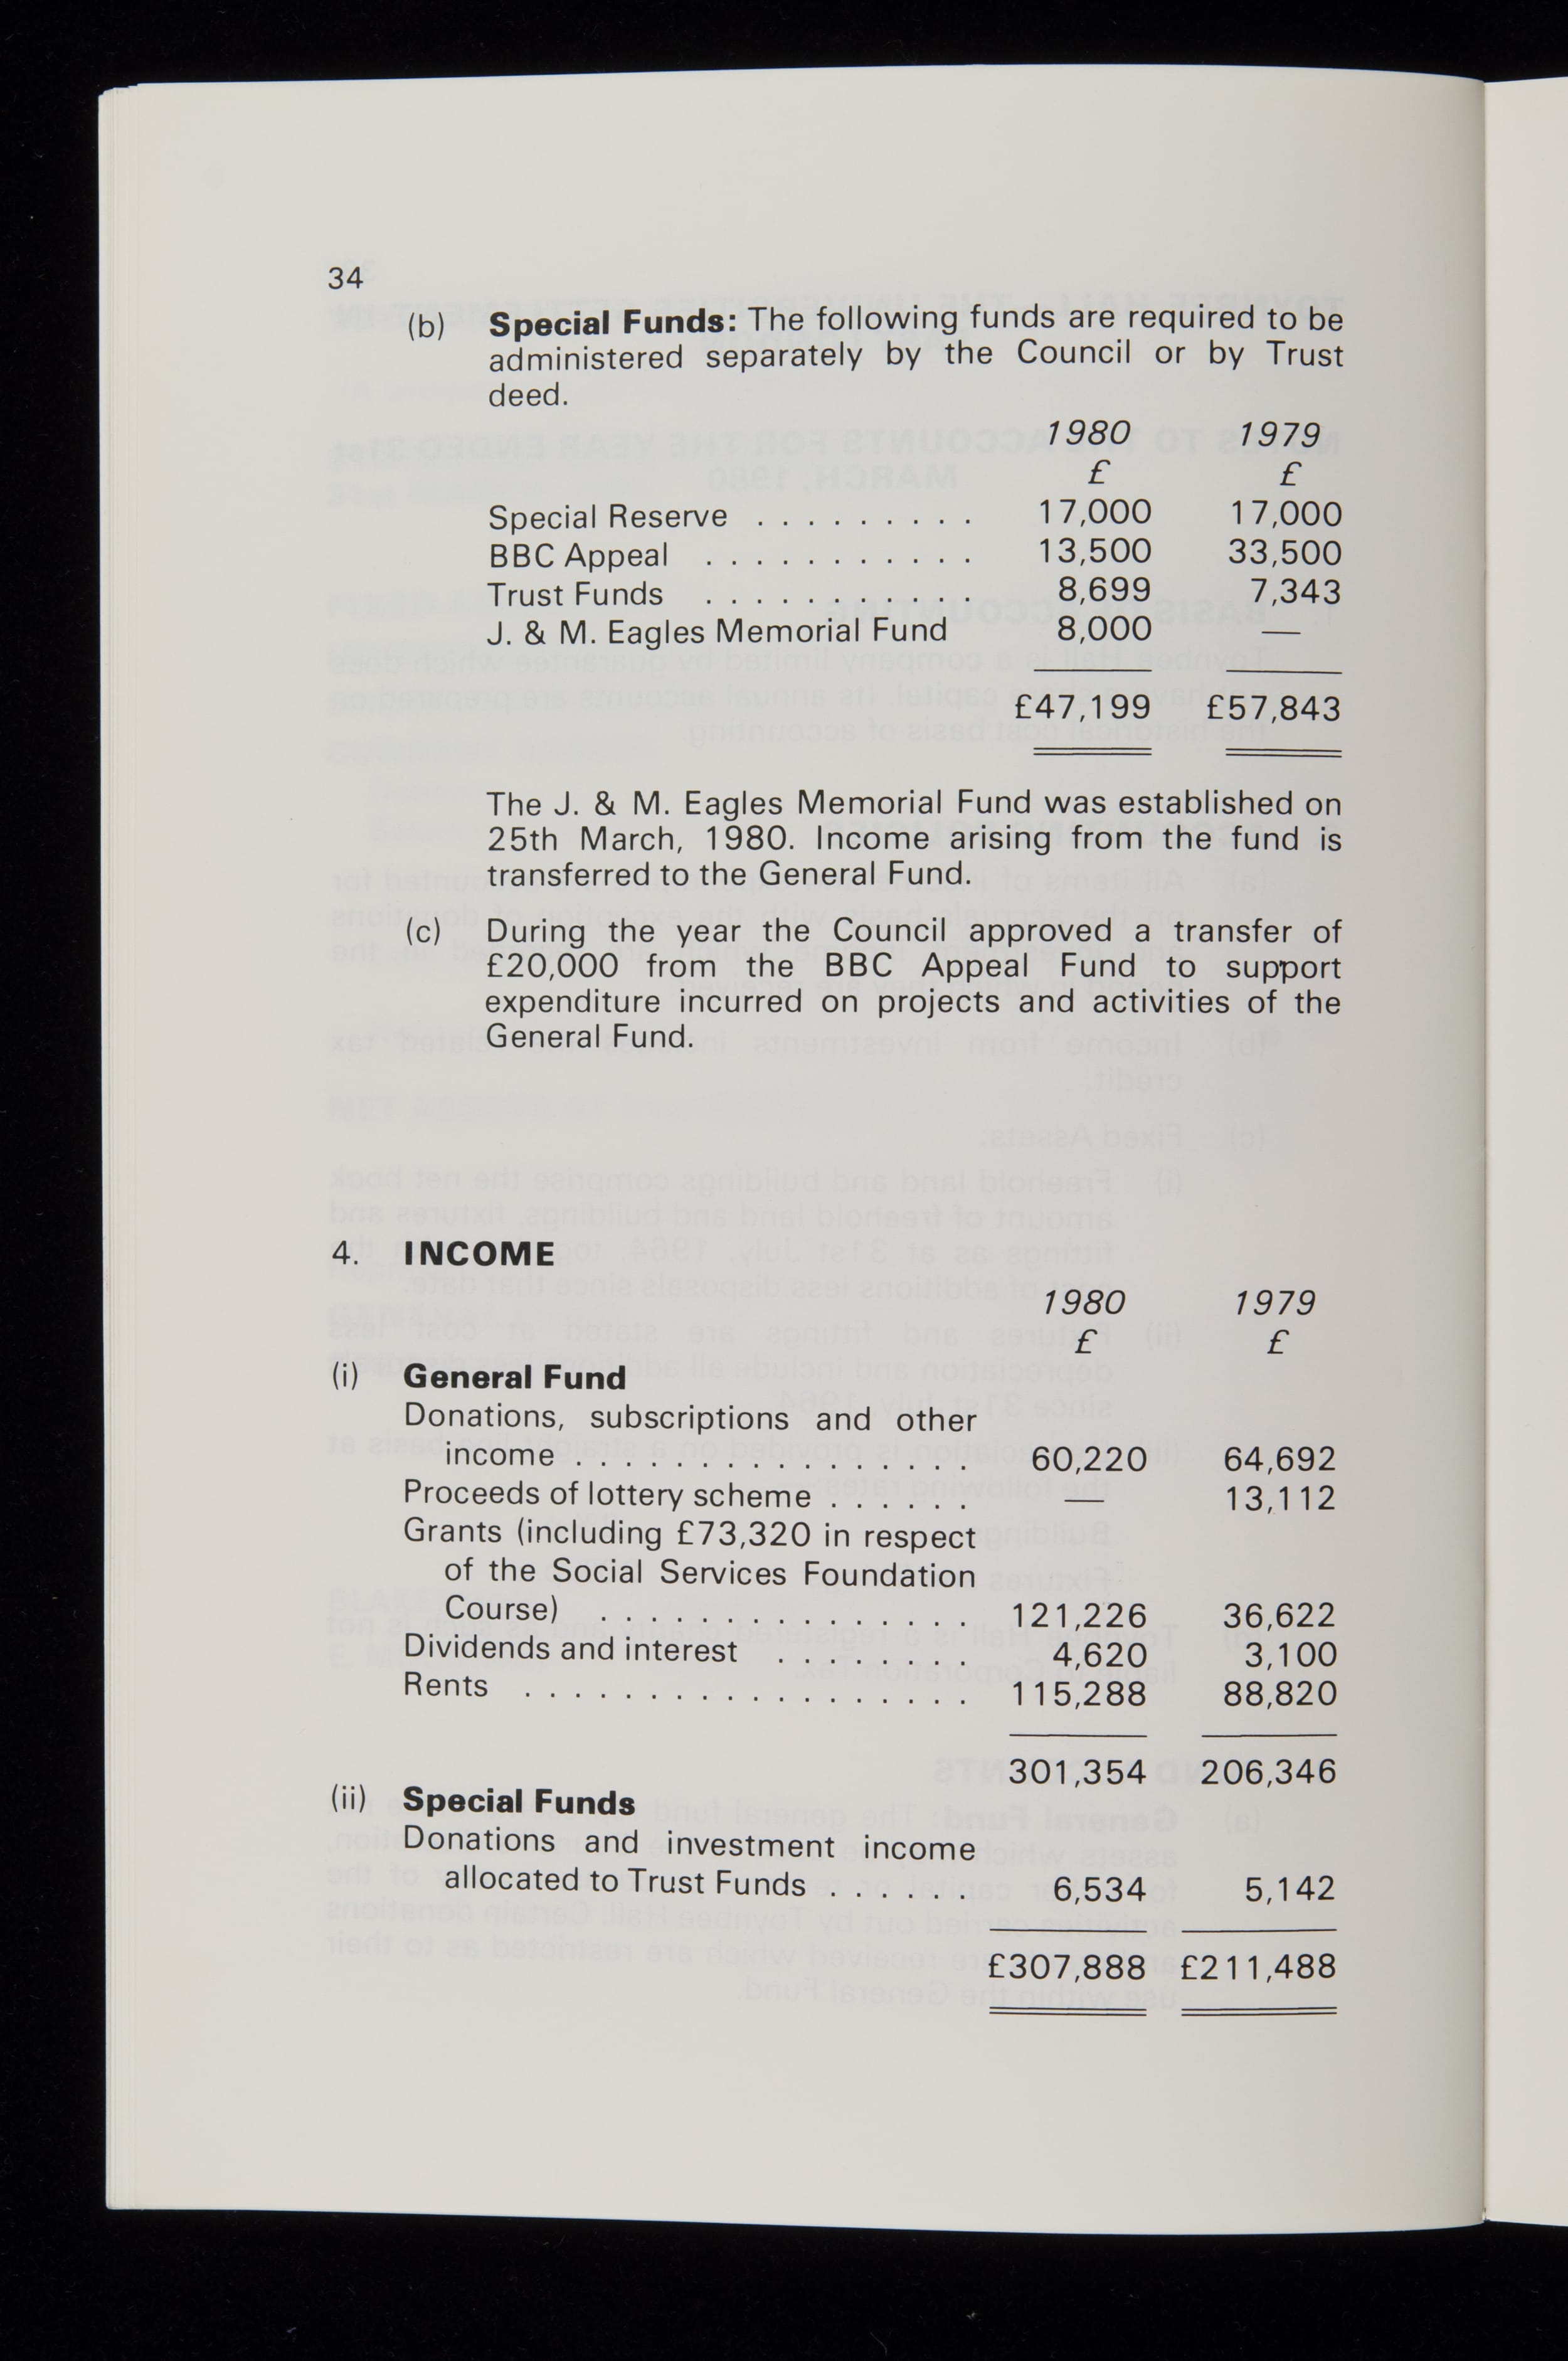 34
(b) Special Funds: The following funds are required to be
administered separately by the Council or by Trust
deed.
1980 1979
£ £
Special Reserve . . . . . . . . . 17,000 17,000
BBC Appeal . . . . . . . . . . . 13,500 33,500
Trust Funds . . . . . . . . . . . 8,699 7,343
J. & M. Eagles Memorial Fund 8,000 —
£47,199 £57,843
The J. & M. Eagles Memorial Fund was established on
25th March, 1980. Income arising from the fund is
transferred to the General Fund.
(c) During the year the Council approved a transfer of
£20,000 from the BBC Appeal Fund to support
expenditure incurred on projects and activities of the
General Fund.
4. INCOME
1980 1979
£ £
(i) General Fund
Donations, subscriptions and other
income . . . . . . . . . . . . . . . . 60,220 64,692
Proceeds of lottery scheme . . . . . . — 13,112
Grants (including £73,320 in respect
of the Social Services Foundation
Course) . . . . . . . . . . . . . . . 121,226 36,622
Dividends and interest . . . . . . . . 4,620 3,100
Rents . . . . . . . . . . . . . . . . . . 115,288 88,820
301,354 206,346
(ii) Special Funds
Donations and investment income
allocated to Trust Funds . . . . . . 6,534 5,142
£307,888 £211,488